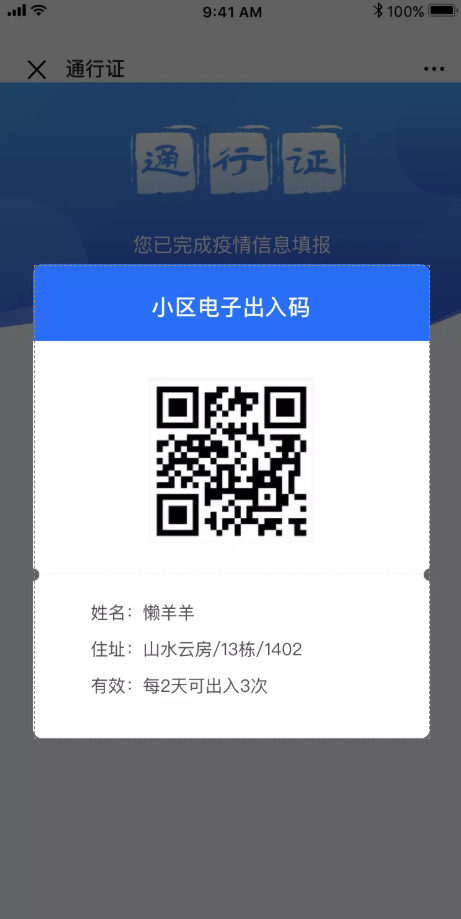 9:41 AM
100%
通行证
通行证
您已完成疫情信息填报
小区电子出入码
姓名：懒羊羊
住址：山水云房/13栋/1402
有效：每2天可出入3次